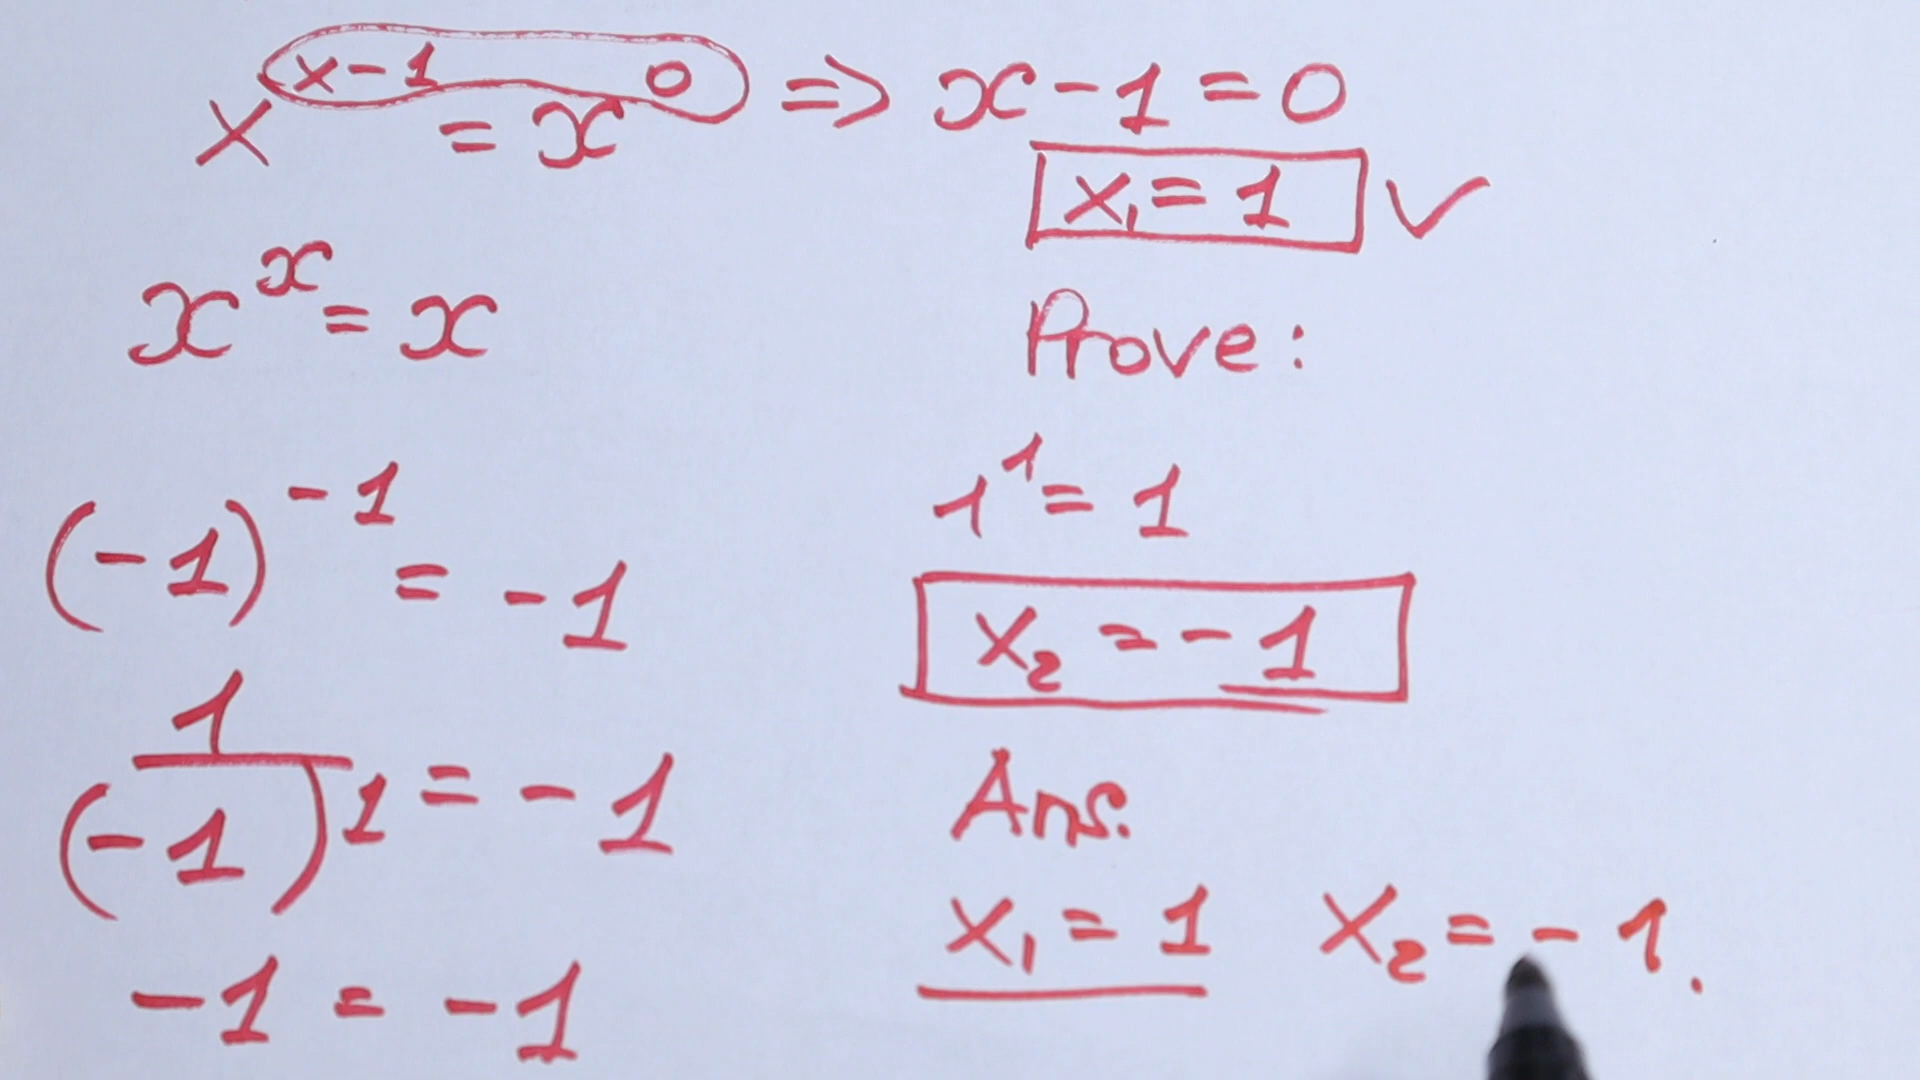 x^(x-1) = x^0 => x - 1 = 0
x₁ = 1 ✓
x^x = x
Prove:
1^1 = 1
(-1)^(-1) = -1
x₂ = -1
1/(-1)^1 = -1
Ans.
x₁ = 1 x₂ = -1.
-1 = -1